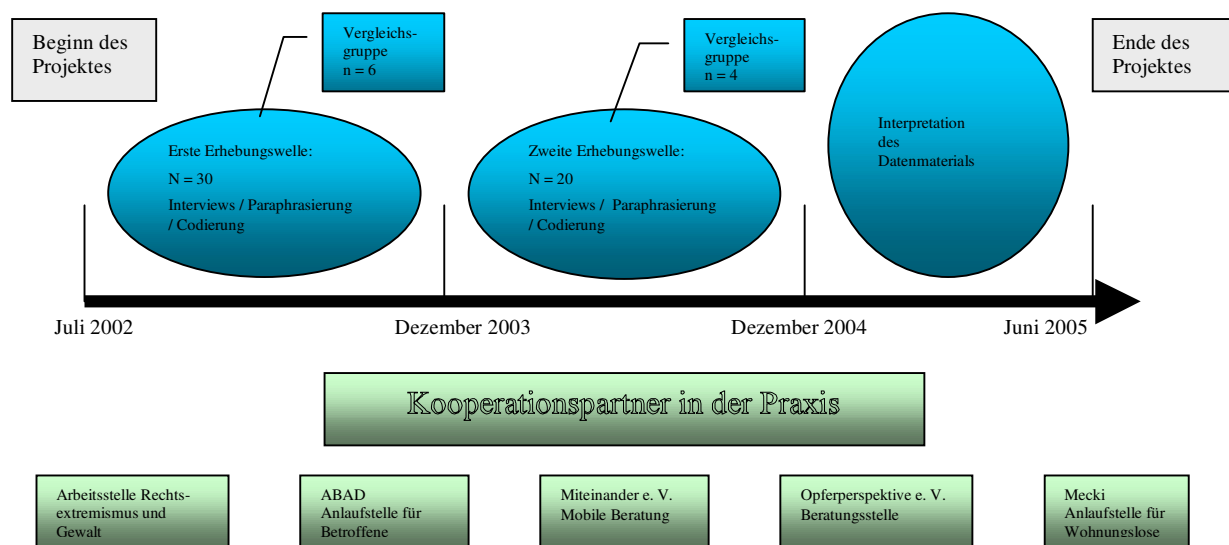 Beginn des
Projektes
Vergleichs-
gruppe
n = 6
Vergleichs-
gruppe
n = 4
Ende des
Projektes
Erste Erhebungswelle:
N = 30
Interviews / Paraphrasierung
/ Codierung
Zweite Erhebungswelle:
N = 20
Interviews / Paraphrasierung
/ Codierung
Interpretation
des
Datenmaterials
Juli 2002
Dezember 2003
Dezember 2004
Juni 2005
Kooperationspartner in der Praxis
Arbeitsstelle Rechts-
extremismus und
Gewalt
ABAD
Anlaufstelle für
Betroffene
Miteinander e. V.
Mobile Beratung
Opferperspektive e. V.
Beratungsstelle
Mecki
Anlaufstelle für
Wohnungslose